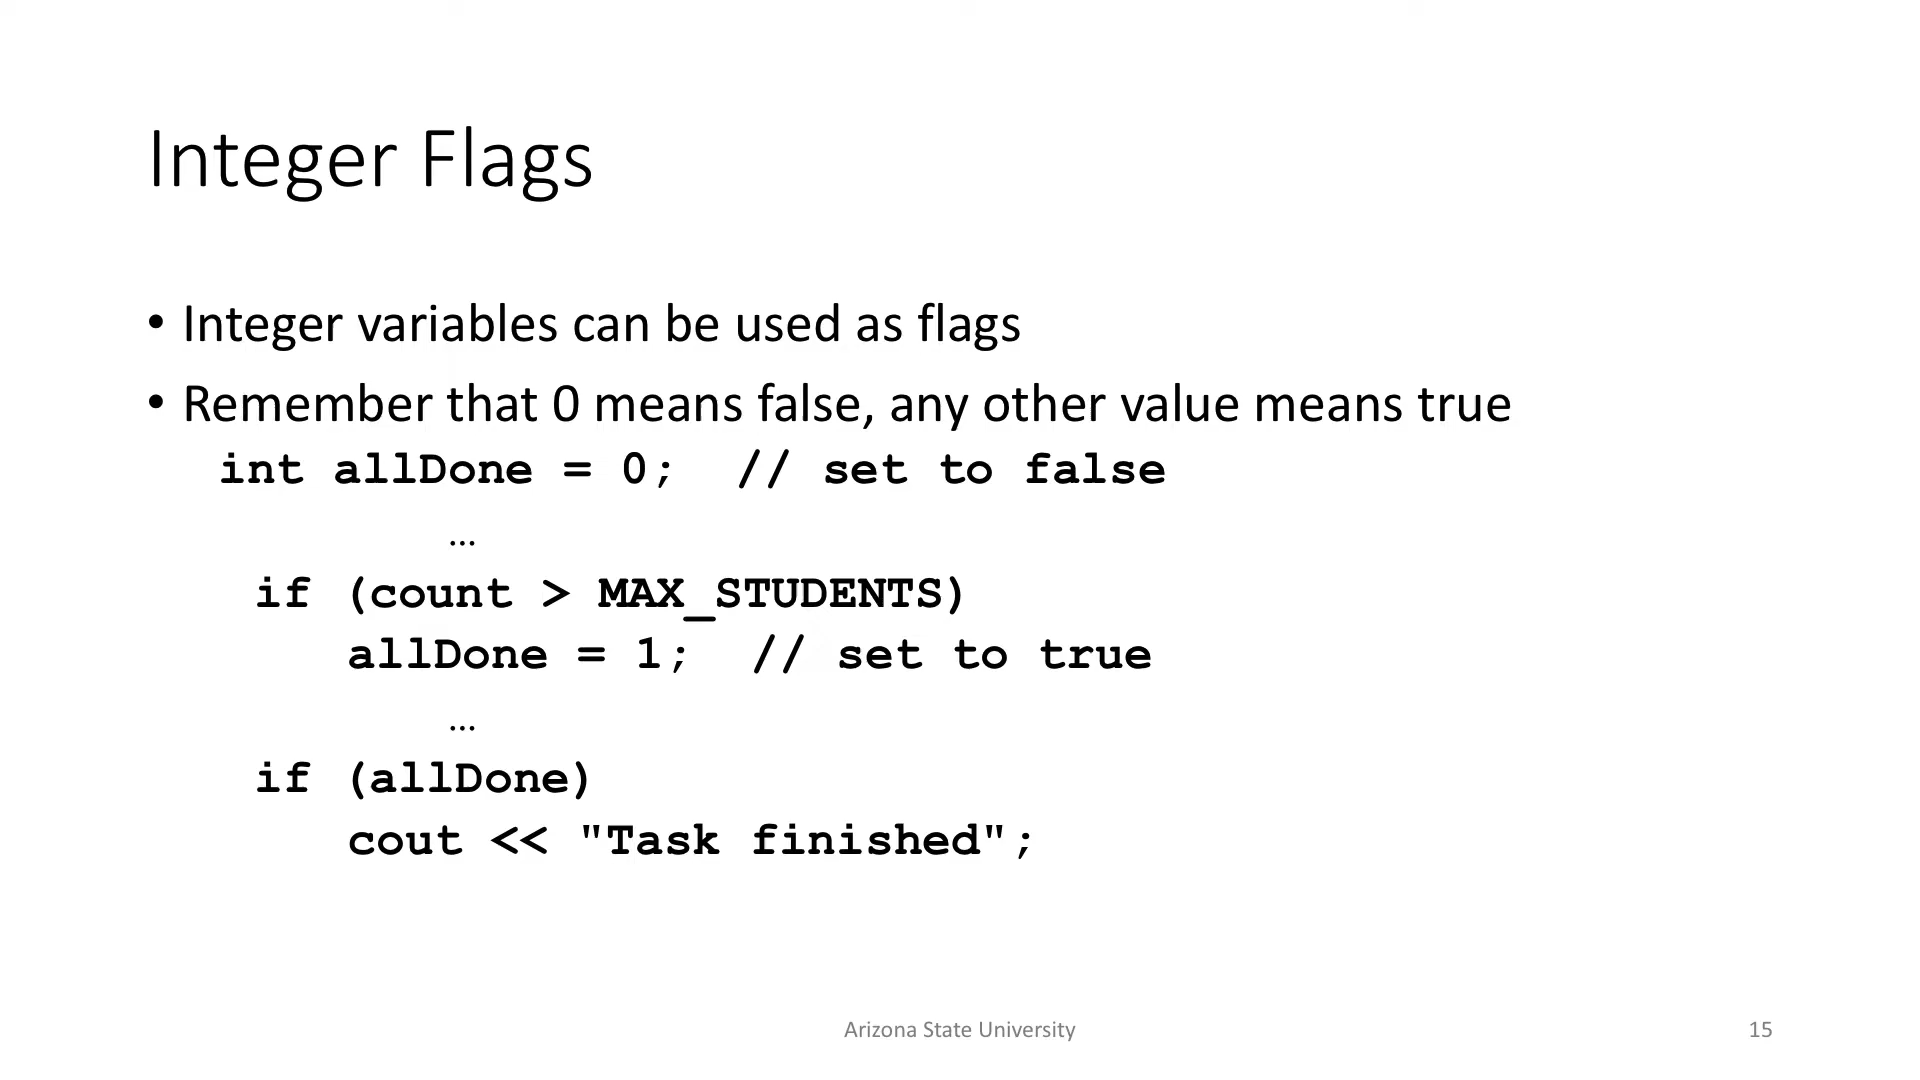 Integer Flags
• Integer variables can be used as flags
• Remember that 0 means false, any other value means true
int allDone = 0;  // set to false
…
if (count > MAX_STUDENTS)
allDone = 1;  // set to true
…
if (allDone)
cout << "Task finished";
Arizona State University
15